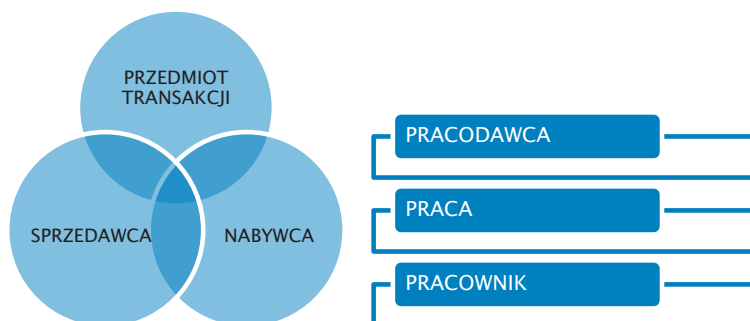 PRZEDMIOT
TRANSAKCJI
SPRZEDAWCA
NABYWCA
PRACODAWCA
PRACA
PRACOWNIK